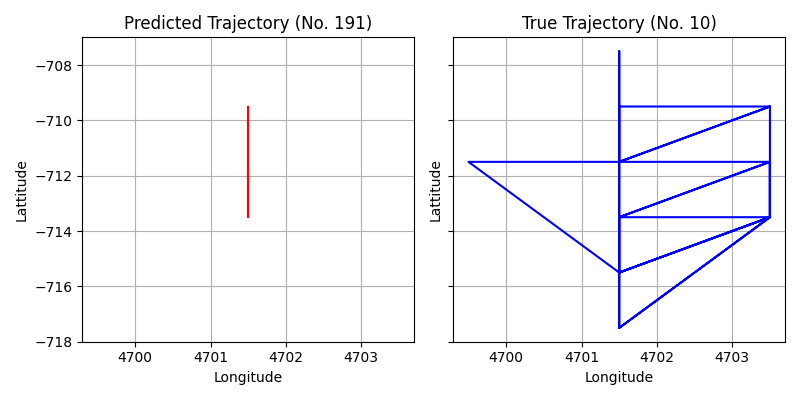 Predicted Trajectory (No. 191)
True Trajectory (No. 10)
−708
−710
−712
−714
−716
−718
Lattitude
Lattitude
4700
4701
4702
4703
4700
4701
4702
4703
Longitude
Longitude